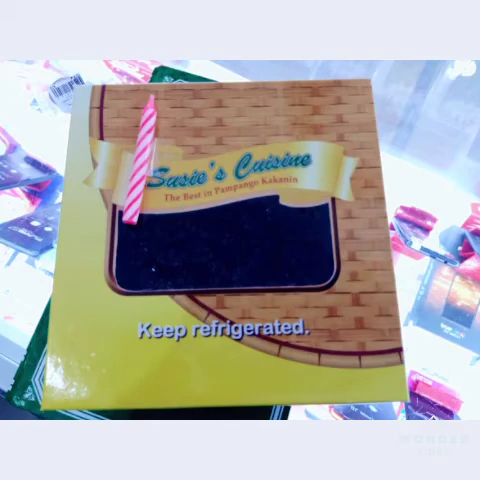 Susie's Cuisine
The Best in Pampango Kakanin
Keep refrigerated.